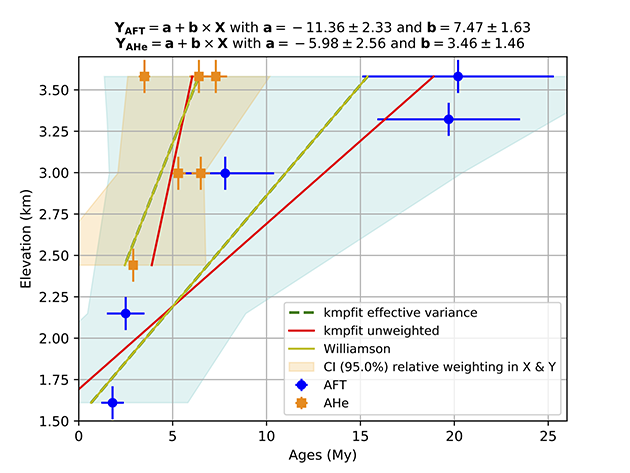 Y_AFT = a + b × X with a = −11.36 ± 2.33 and b = 7.47 ± 1.63
Y_AHe = a + b × X with a = −5.98 ± 2.56 and b = 3.46 ± 1.46
Elevation (km)
3.50
3.25
3.00
2.75
2.50
2.25
2.00
1.75
1.50
kmpfit effective variance
kmpfit unweighted
Williamson
CI (95.0%) relative weighting in X & Y
AFT
AHe
0 5 10 15 20 25
Ages (My)